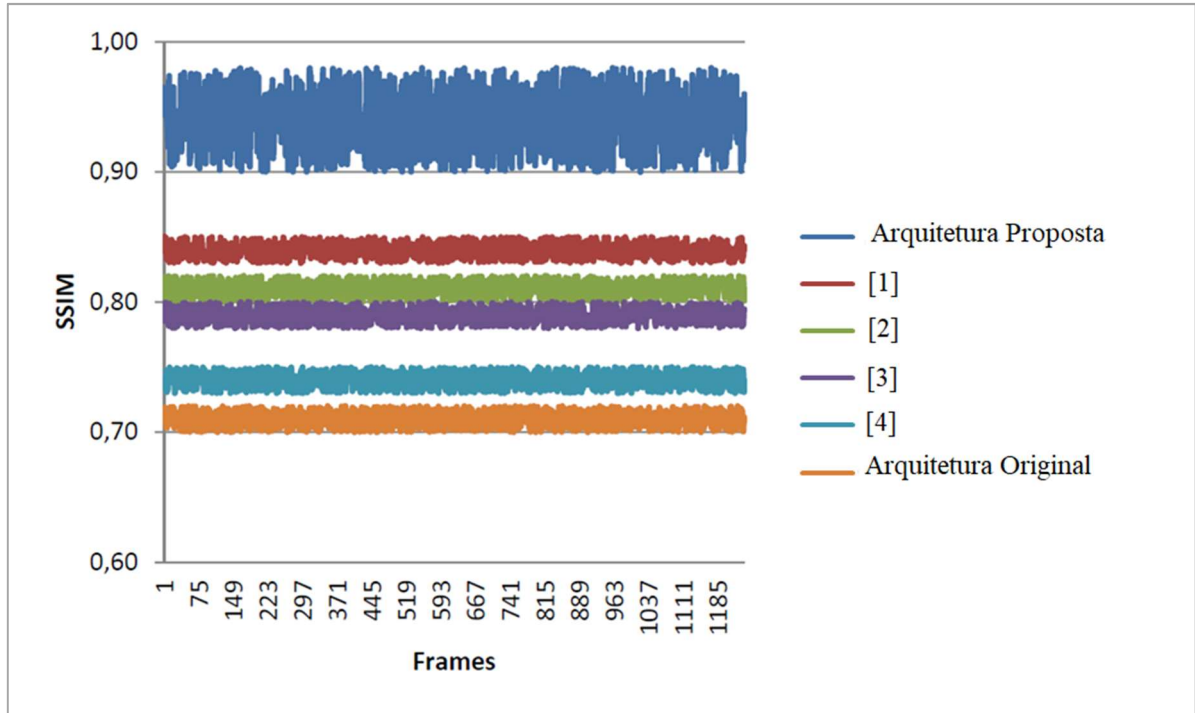 1,00
0,90
0,80
0,70
0,60
SSIM
1 75 149 223 297 371 445 519 593 667 741 815 889 963 1037 1111 1185
Frames
Arquitetura Proposta
[1]
[2]
[3]
[4]
Arquitetura Original